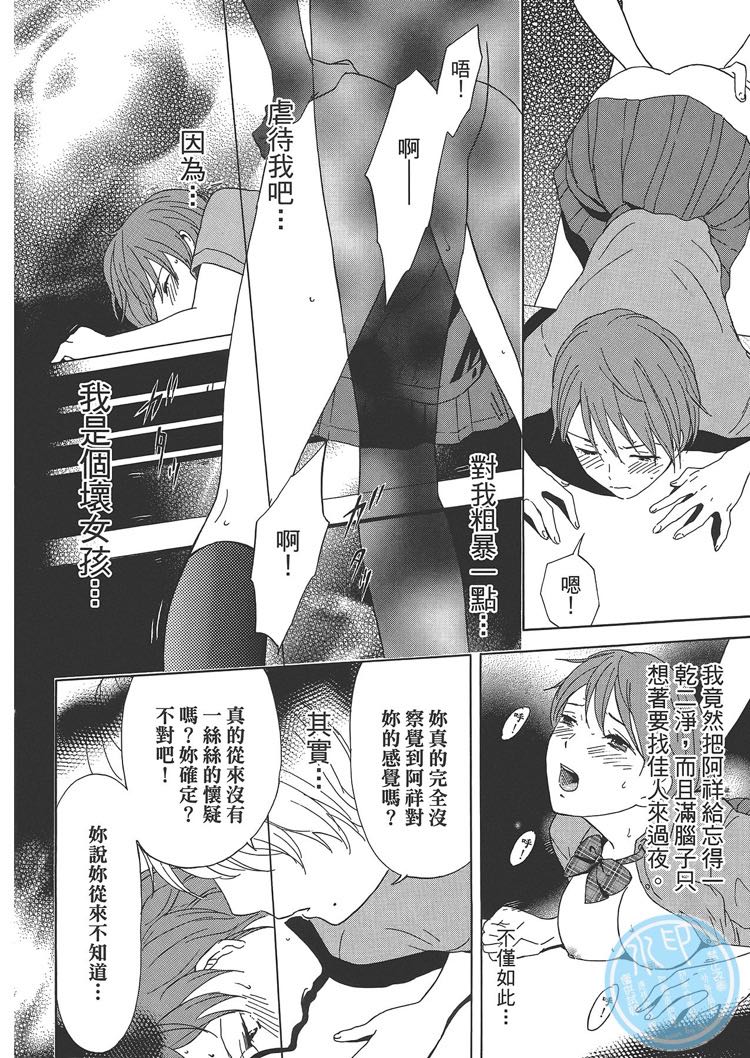 嗯！
唔！
啊——
對我粗暴一點…
啊！
虐待我吧…
因為…
我是個壞女孩…
我竟然把阿祥給忘得一
乾二淨，而且滿腦子只
想著要找佳人來過夜。
呼！
呼！
呼！
不僅如此…
妳真的完全沒
察覺到阿祥對
妳的感覺嗎？
其實…
真的從來沒有
一絲絲的懷疑
嗎？妳確定？
不對吧！
妳說妳從來不知道…